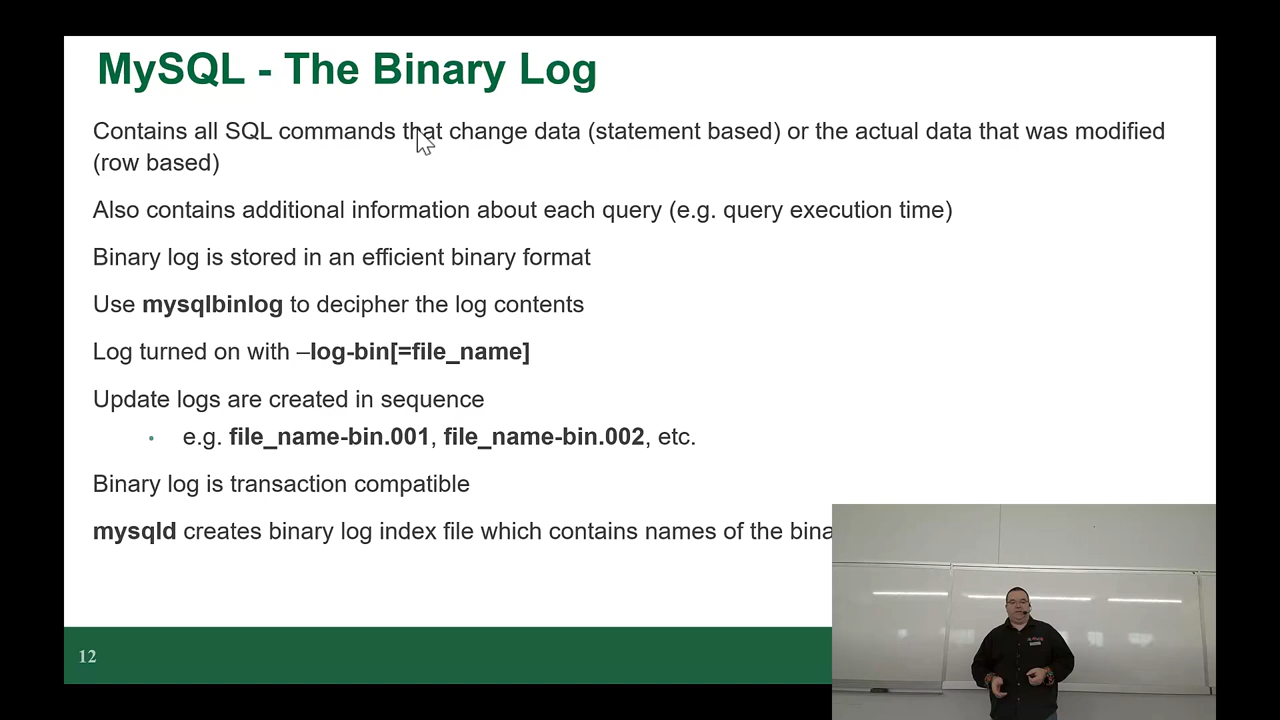 MySQL - The Binary Log
Contains all SQL commands that change data (statement based) or the actual data that was modified
(row based)
Also contains additional information about each query (e.g. query execution time)
Binary log is stored in an efficient binary format
Use mysqlbinlog to decipher the log contents
Log turned on with –log-bin[=file_name]
Update logs are created in sequence
• e.g. file_name-bin.001, file_name-bin.002, etc.
Binary log is transaction compatible
mysqld creates binary log index file which contains names of the
12